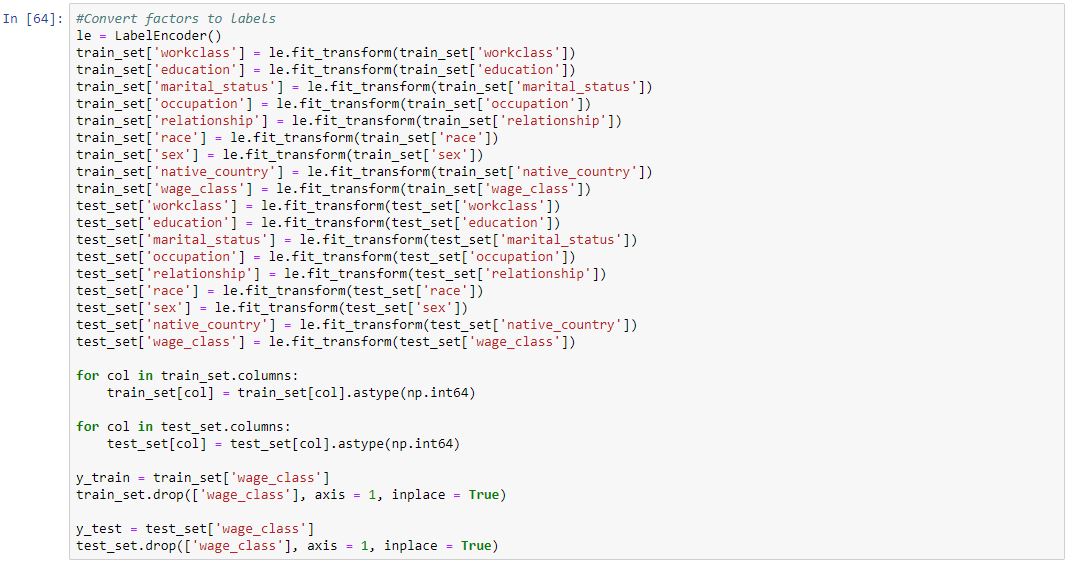 In [64]: #Convert factors to labels
le = LabelEncoder()
train_set['workclass'] = le.fit_transform(train_set['workclass'])
train_set['education'] = le.fit_transform(train_set['education'])
train_set['marital_status'] = le.fit_transform(train_set['marital_status'])
train_set['occupation'] = le.fit_transform(train_set['occupation'])
train_set['relationship'] = le.fit_transform(train_set['relationship'])
train_set['race'] = le.fit_transform(train_set['race'])
train_set['sex'] = le.fit_transform(train_set['sex'])
train_set['native_country'] = le.fit_transform(train_set['native_country'])
train_set['wage_class'] = le.fit_transform(train_set['wage_class'])
test_set['workclass'] = le.fit_transform(test_set['workclass'])
test_set['education'] = le.fit_transform(test_set['education'])
test_set['marital_status'] = le.fit_transform(test_set['marital_status'])
test_set['occupation'] = le.fit_transform(test_set['occupation'])
test_set['relationship'] = le.fit_transform(test_set['relationship'])
test_set['race'] = le.fit_transform(test_set['race'])
test_set['sex'] = le.fit_transform(test_set['sex'])
test_set['native_country'] = le.fit_transform(test_set['native_country'])
test_set['wage_class'] = le.fit_transform(test_set['wage_class'])
for col in train_set.columns:
    train_set[col] = train_set[col].astype(np.int64)
for col in test_set.columns:
    test_set[col] = test_set[col].astype(np.int64)
y_train = train_set['wage_class']
train_set.drop(['wage_class'], axis = 1, inplace = True)
y_test = test_set['wage_class']
test_set.drop(['wage_class'], axis = 1, inplace = True)